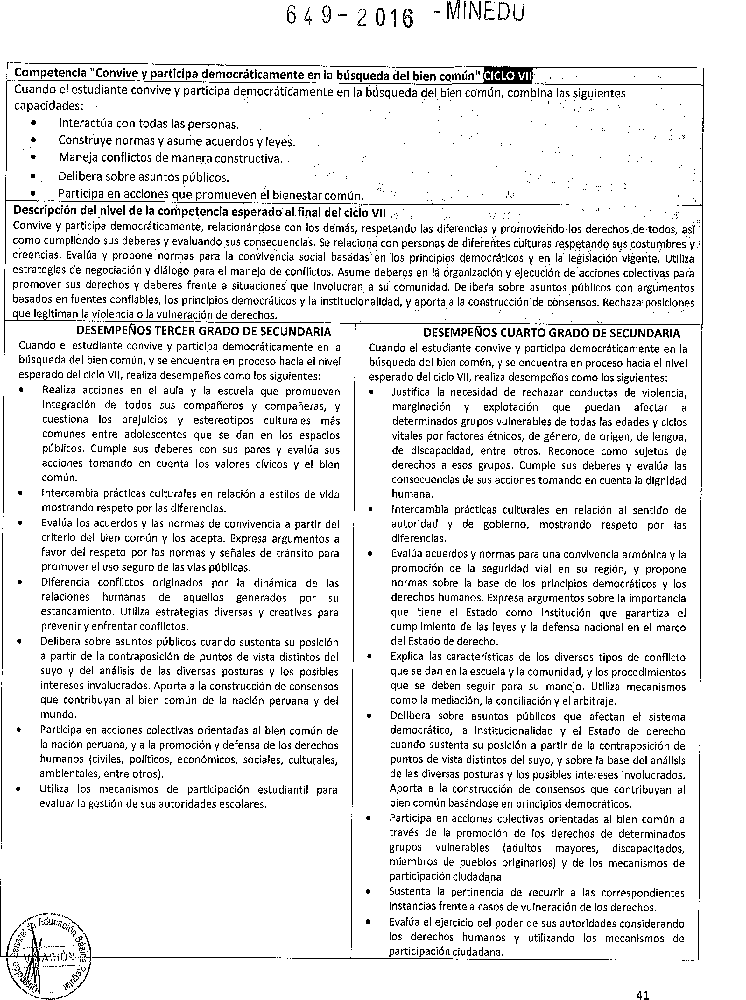 649-2016 -MINEDU
Competencia "Convive y participa democráticamente en la búsqueda del bien común" CICLO VII
Cuando el estudiante convive y participa democráticamente en la búsqueda del bien común, combina las siguientes
capacidades:
• Interactúa con todas las personas.
• Construye normas y asume acuerdos y leyes.
• Maneja conflictos de manera constructiva.
• Delibera sobre asuntos públicos.
• Participa en acciones que promueven el bienestar común.
Descripción del nivel de la competencia esperado al final del ciclo VII
Convive y participa democráticamente, relacionándose con los demás, respetando las diferencias y promoviendo los derechos de todos, así
como cumpliendo sus deberes y evaluando sus consecuencias. Se relaciona con personas de diferentes culturas respetando sus costumbres y
creencias. Evalúa y propone normas para la convivencia social basadas en los principios democráticos y en la legislación vigente. Utiliza
estrategias de negociación y diálogo para el manejo de conflictos. Asume deberes en la organización y ejecución de acciones colectivas para
promover sus derechos y deberes frente a situaciones que involucran a su comunidad. Delibera sobre asuntos públicos con argumentos
basados en fuentes confiables, los principios democráticos y la institucionalidad, y aporta a la construcción de consensos. Rechaza posiciones
que legitiman la violencia o la vulneración de derechos.
DESEMPEÑOS TERCER GRADO DE SECUNDARIA
Cuando el estudiante convive y participa democráticamente en la
búsqueda del bien común, y se encuentra en proceso hacia el nivel
esperado del ciclo VII, realiza desempeños como los siguientes:
• Realiza acciones en el aula y la escuela que promueven
integración de todos sus compañeros y compañeras, y
cuestiona los prejuicios y estereotipos culturales más
comunes entre adolescentes que se dan en los espacios
públicos. Cumple sus deberes con sus pares y evalúa sus
acciones tomando en cuenta los valores cívicos y el bien
común.
• Intercambia prácticas culturales en relación a estilos de vida
mostrando respeto por las diferencias.
• Evalúa los acuerdos y las normas de convivencia a partir del
criterio del bien común y los acepta. Expresa argumentos a
favor del respeto por las normas y señales de tránsito para
promover el uso seguro de las vías públicas.
• Diferencia conflictos originados por la dinámica de las
relaciones humanas de aquellos generados por su
estancamiento. Utiliza estrategias diversas y creativas para
prevenir y enfrentar conflictos.
• Delibera sobre asuntos públicos cuando sustenta su posición
a partir de la contraposición de puntos de vista distintos del
suyo y del análisis de las diversas posturas y los posibles
intereses involucrados. Aporta a la construcción de consensos
que contribuyan al bien común de la nación peruana y del
mundo.
• Participa en acciones colectivas orientadas al bien común de
la nación peruana, y a la promoción y defensa de los derechos
humanos (civiles, políticos, económicos, sociales, culturales,
ambientales, entre otros).
• Utiliza los mecanismos de participación estudiantil para
evaluar la gestión de sus autoridades escolares.
DESEMPEÑOS CUARTO GRADO DE SECUNDARIA
Cuando el estudiante convive y participa democráticamente en la
búsqueda del bien común, y se encuentra en proceso hacia el nivel
esperado del ciclo VII, realiza desempeños como los siguientes:
• Justifica la necesidad de rechazar conductas de violencia,
marginación y explotación que puedan afectar a
determinados grupos vulnerables de todas las edades y ciclos
vitales por factores étnicos, de género, de origen, de lengua,
de discapacidad, entre otros. Reconoce como sujetos de
derechos a esos grupos. Cumple sus deberes y evalúa las
consecuencias de sus acciones tomando en cuenta la dignidad
humana.
• Intercambia prácticas culturales en relación al sentido de
autoridad y de gobierno, mostrando respeto por las
diferencias.
• Evalúa acuerdos y normas para una convivencia armónica y la
promoción de la seguridad vial en su región, y propone
normas sobre la base de los principios democráticos y los
derechos humanos. Expresa argumentos sobre la importancia
que tiene el Estado como institución que garantiza el
cumplimiento de las leyes y la defensa nacional en el marco
del Estado de derecho.
• Explica las características de los diversos tipos de conflicto
que se dan en la escuela y la comunidad, y los procedimientos
que se deben seguir para su manejo. Utiliza mecanismos
como la mediación, la conciliación y el arbitraje.
• Delibera sobre asuntos públicos que afectan el sistema
democrático, la institucionalidad y el Estado de derecho
cuando sustenta su posición a partir de la contraposición de
puntos de vista distintos del suyo, y sobre la base del análisis
de las diversas posturas y los posibles intereses involucrados.
Aporta a la construcción de consensos que contribuyan al
bien común basándose en principios democráticos.
• Participa en acciones colectivas orientadas al bien común a
través de la promoción de los derechos de determinados
grupos vulnerables (adultos mayores, discapacitados,
miembros de pueblos originarios) y de los mecanismos de
participación ciudadana.
• Sustenta la pertinencia de recurrir a las correspondientes
instancias frente a casos de vulneración de los derechos.
• Evalúa el ejercicio del poder de sus autoridades considerando
los derechos humanos y utilizando los mecanismos de
participación ciudadana.
Dirección General de Educación Básica Regular
41